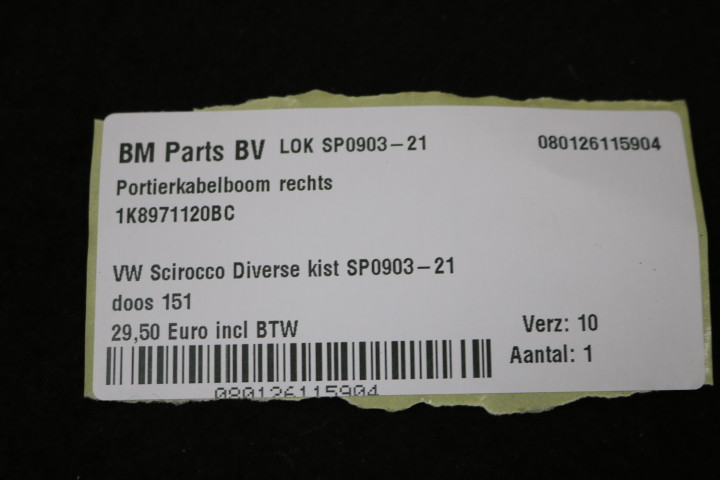 BM Parts BV LOK SP0903-21 080126115904
Portierkabelboom rechts
1K8971120BC
VW Scirocco Diverse kist SP0903-21
doos 151
29,50 Euro incl BTW Verz: 10
Aantal: 1
080126115904